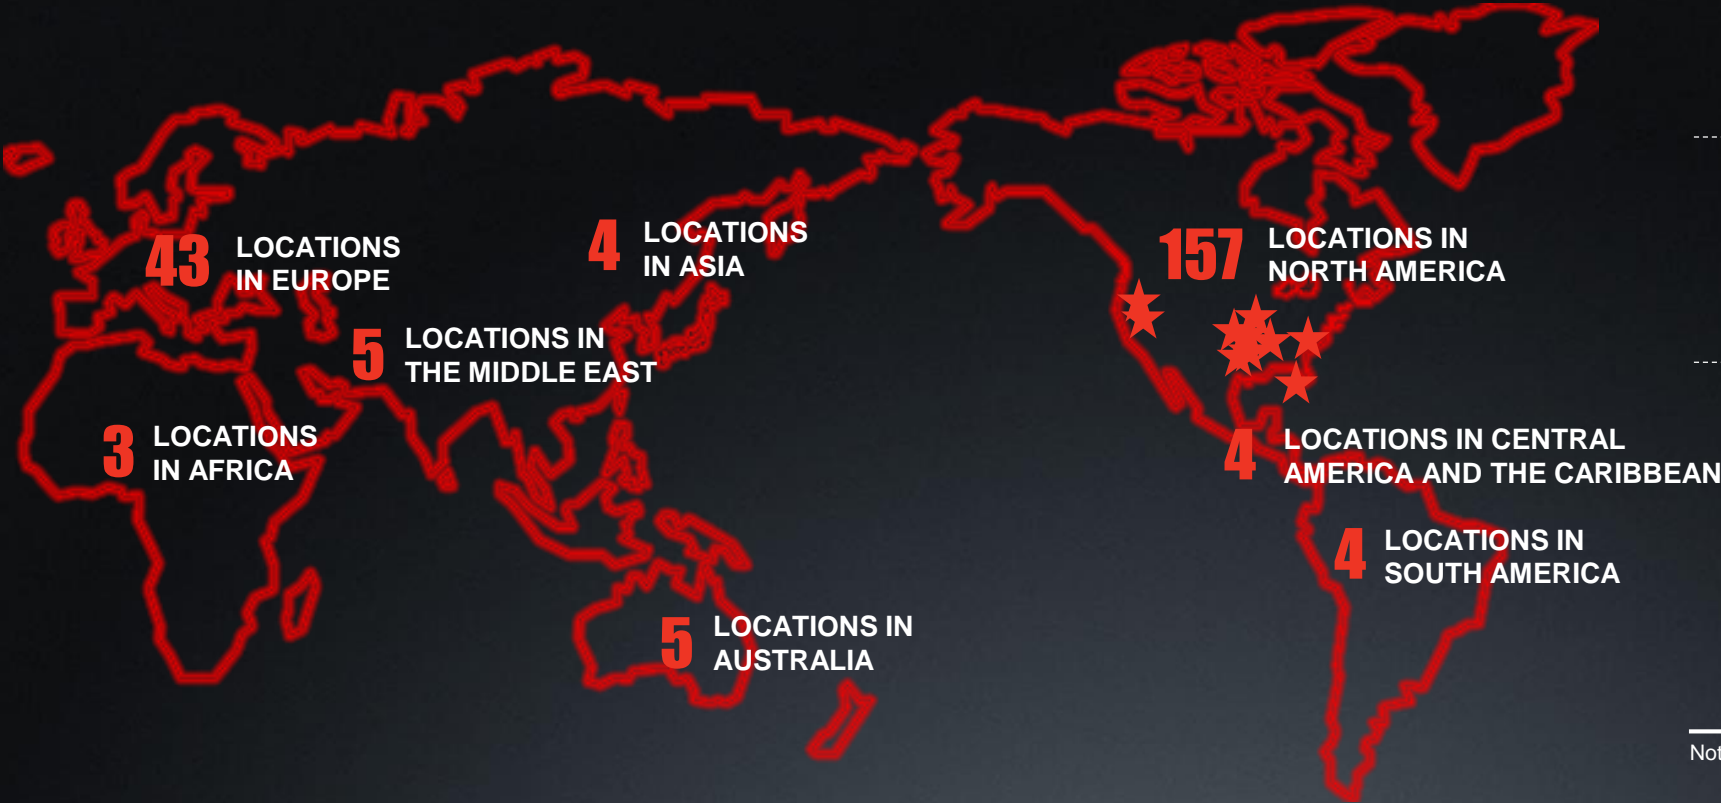 43 LOCATIONS
IN EUROPE
4 LOCATIONS
IN ASIA
157 LOCATIONS IN
NORTH AMERICA
5 LOCATIONS IN
THE MIDDLE EAST
3 LOCATIONS
IN AFRICA
4 LOCATIONS IN CENTRAL
AMERICA AND THE CARIBBEAN
4 LOCATIONS IN
SOUTH AMERICA
5 LOCATIONS IN
AUSTRALIA
Not